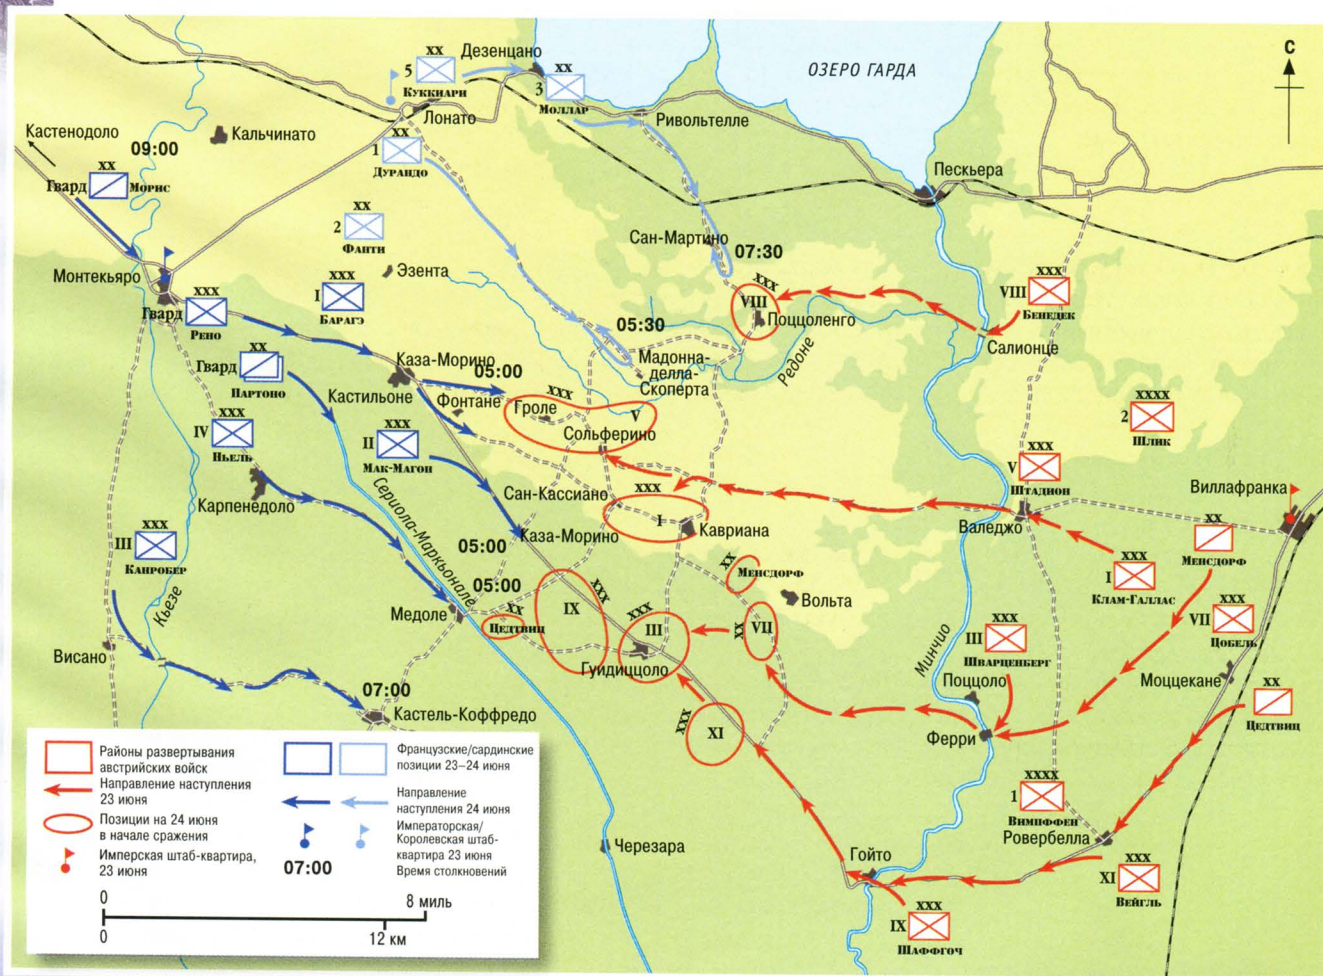 ОЗЕРО ГАРДА
С
Кастенодоло
09:00
Кальчинато
XX
Гвард
Морис
Монтекьяро
XX
5
Куккиари
Дезенцано
XX
3
Моллар
Лонато
XX
1
Дурандо
XX
2
Фанти
Эзента
Ривольтелле
Пескьера
Сан-Мартино
07:30
XXX
VIII
Поццоленго
XXX
VIII
Бенедек
Салионце
Редоне
XXX
Гвард
Рено
XXX
I
Барагэ
05:30
Мадонна-
делла-
Скоперта
XX
Гвард
Партоно
Каза-Морино
05:00
Кастильоне
Фонтане
XXX
Гроле
V
Сольферино
XXX
IV
Ньель
XXX
II
Мак-Магон
Карпенедоло
Сериола-Маркьонале
XXXX
2
Шлик
XXX
V
Штадион
Валеджо
Виллафранка
XX
Менсдорф
XXX
I
Клам-Галлас
XXX
VII
Цобель
Сан-Кассиано
XXX
I
Кавриана
Каза-Морино
05:00
05:00
XXX
III
Канробер
Кьезе
Висано
Медоле
XX
Цедтвиц
XXX
IX
XXX
III
Гуидиццоло
XX
Менсдорф
Вольта
XX
VII
XXX
XI
Минчио
XXX
III
Шварценберг
Поццоло
Ферри
Моццекане
XX
Цедтвиц
07:00
Кастель-Коффредо
XXXX
1
Вимпффен
Ровербелла
XXX
XI
Вейгль
Гойто
XXX
IX
Шаффгоч
Черезара
Районы развертывания
австрийских войск
Направление наступления
23 июня
Позиции на 24 июня
в начале сражения
Имперская штаб-квартира,
23 июня
Французские/сардинские
позиции 23–24 июня
Направление
наступления 24 июня
Императорская/
Королевская штаб-
квартира 23 июня
07:00
Время столкновений
0
8 миль
0
12 км